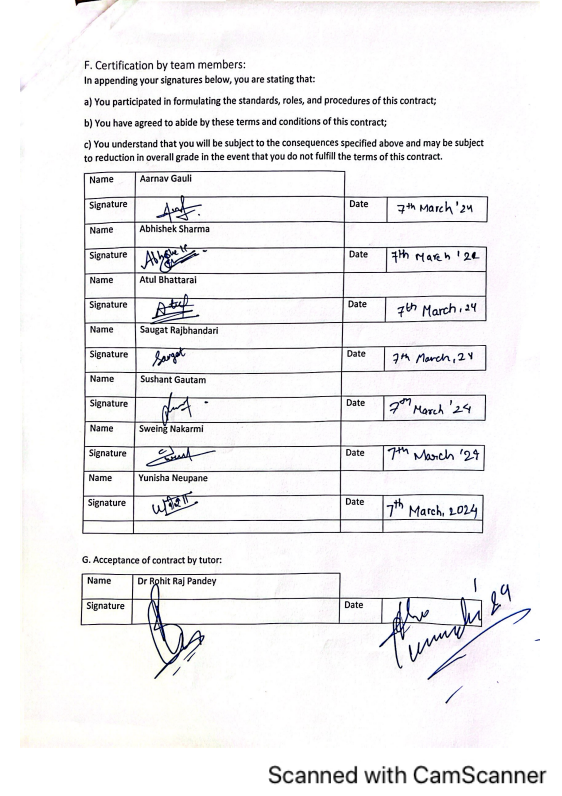 F. Certification by team members:
In appending your signatures below, you are stating that:
a) You participated in formulating the standards, roles, and procedures of this contract;
b) You have agreed to abide by these terms and conditions of this contract;
c) You understand that you will be subject to the consequences specified above and may be subject
to reduction in overall grade in the event that you do not fulfill the terms of this contract.
Name Aarnav Gauli
Signature Date 7th March '24
Name Abhishek Sharma
Signature Date 7th March '24
Name Atul Bhattarai
Signature Atul Date 7th March, 24
Name Saugat Rajbhandari
Signature Saugat Date 7th March, 24
Name Sushant Gautam
Signature Date 7th March '24
Name Sweing Nakarmi
Signature Date 7th March '24
Name Yunisha Neupane
Signature Date 7th March, 2024
G. Acceptance of contract by tutor:
Name Dr Rohit Raj Pandey
Signature Date
Scanned with CamScanner